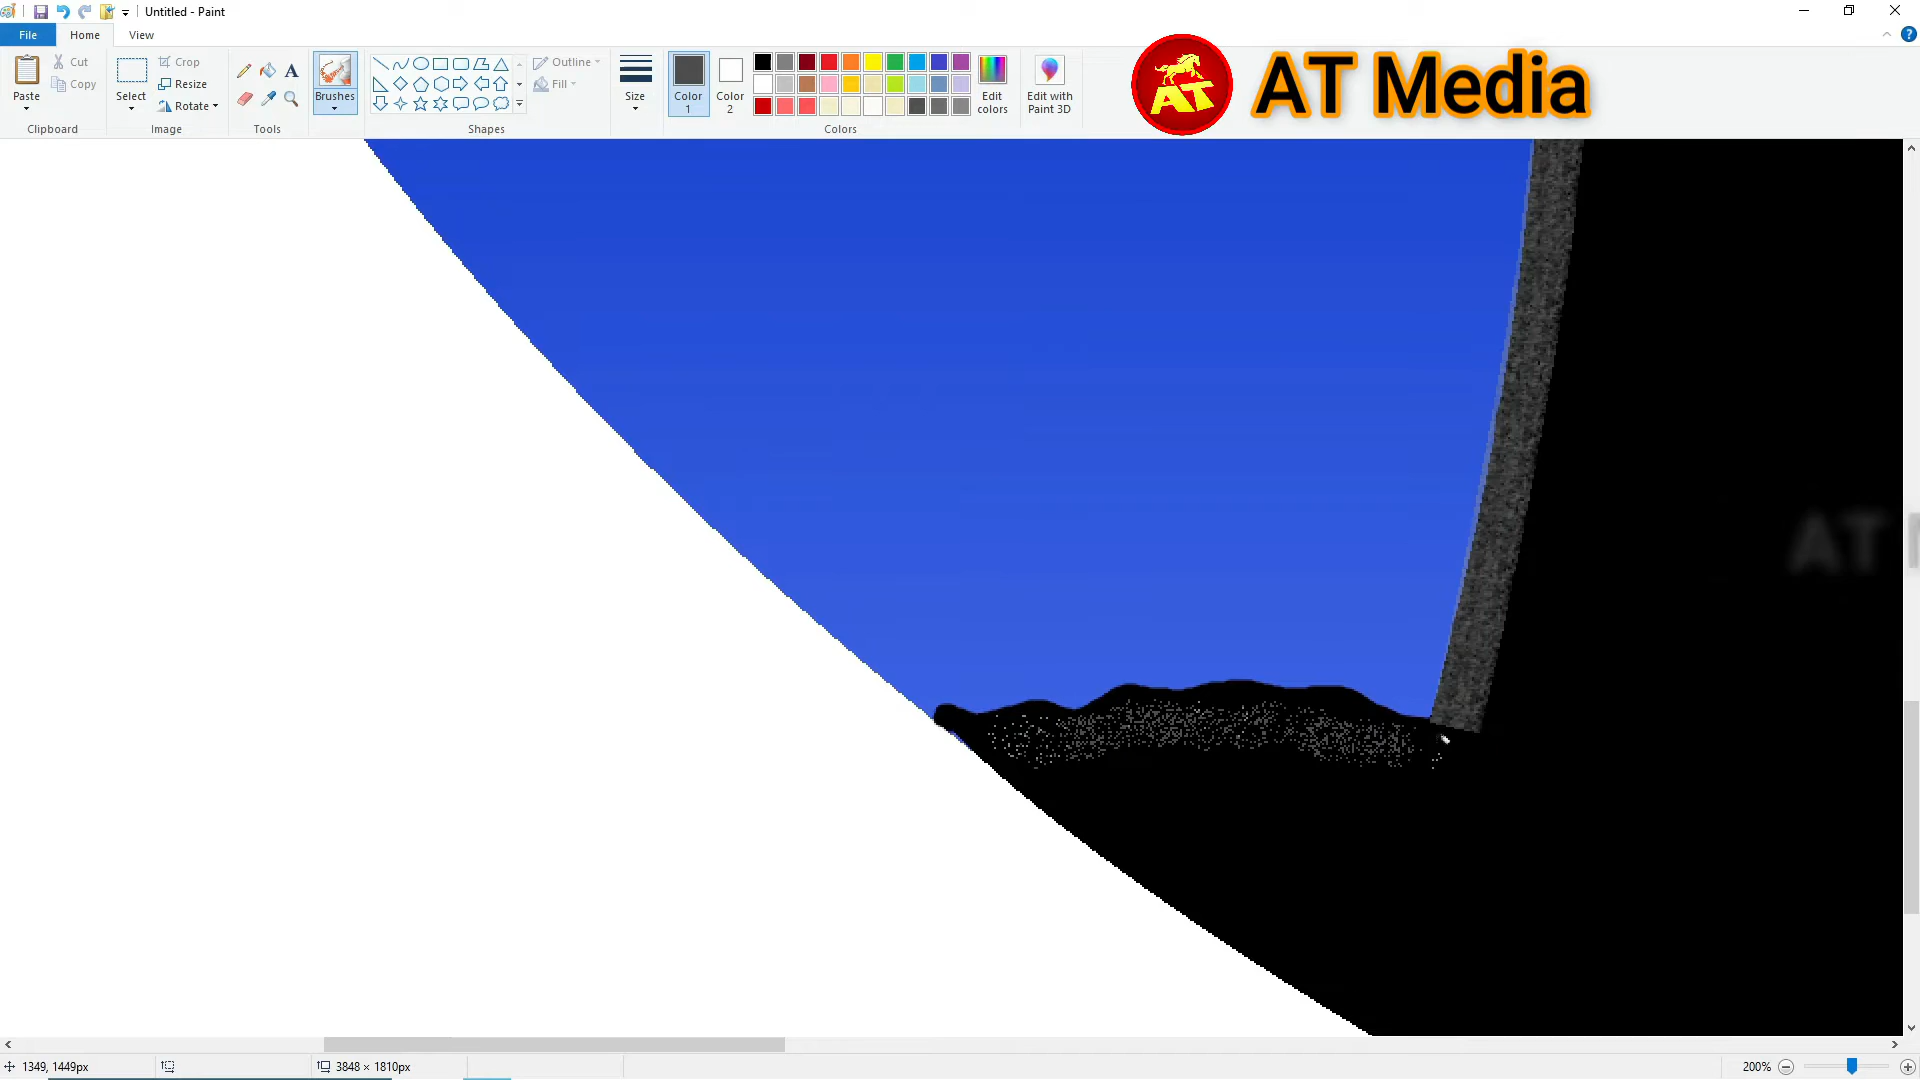 Untitled - Paint
File
Home
View
Paste
Cut
Copy
Clipboard
Select
Crop
Resize
Rotate
Image
Tools
Brushes
Shapes
Outline
Fill
Size
Color 1
Color 2
Colors
Edit colors
Edit with Paint 3D
AT
AT Media
AT M
1349, 1449px
3848 × 1810px
200%